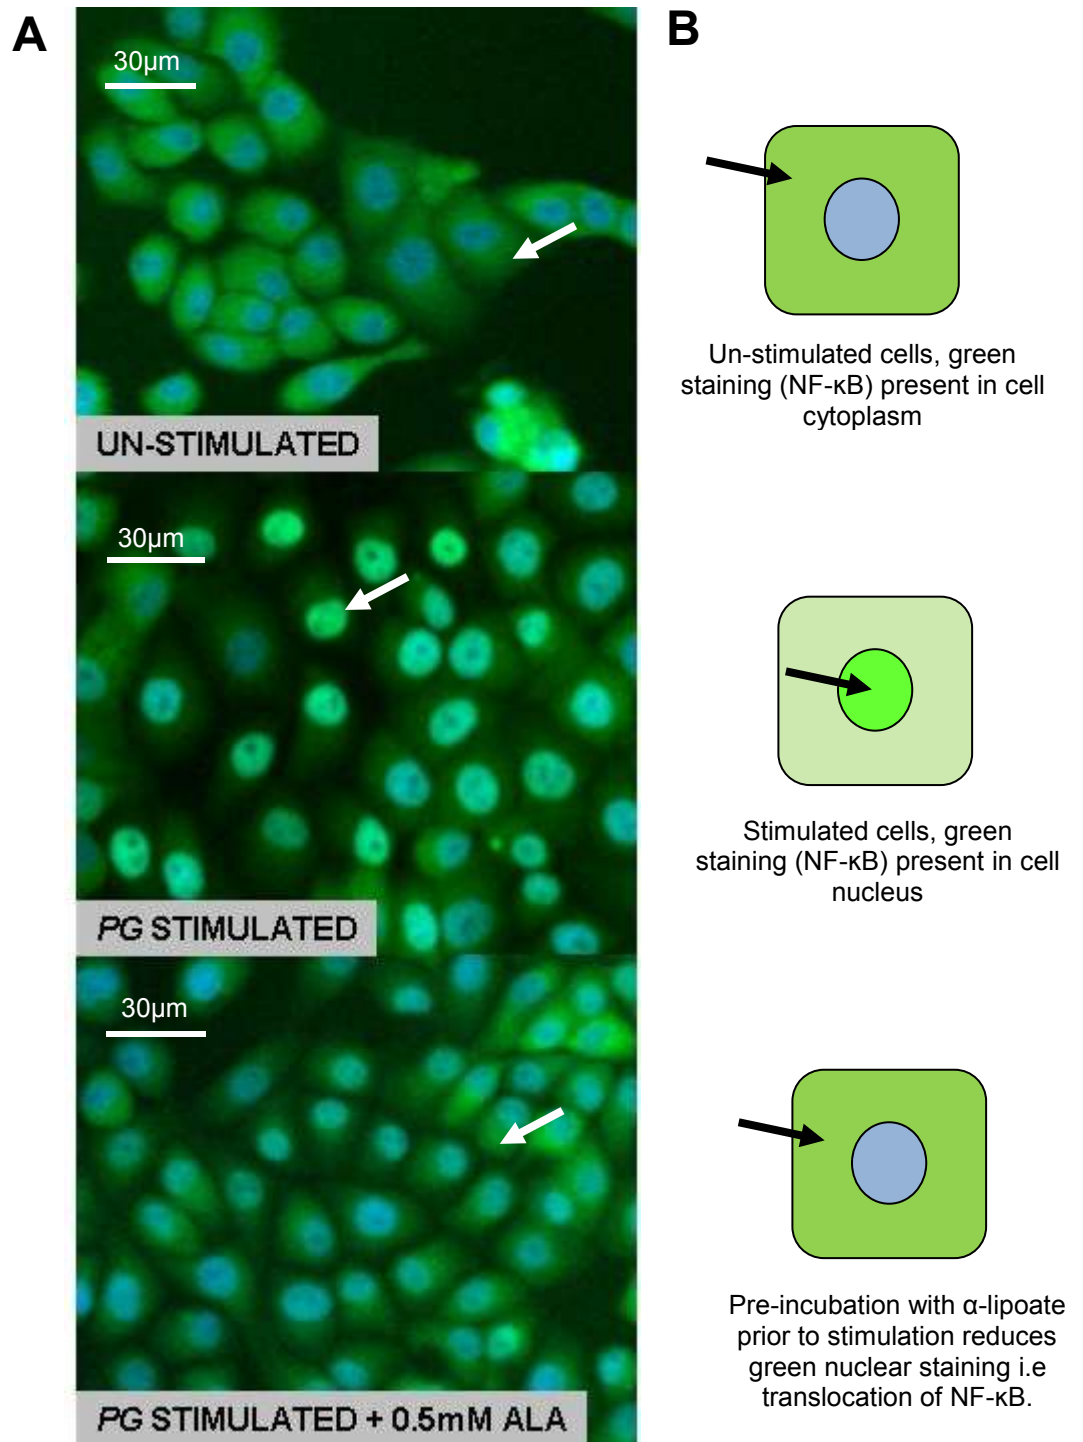 A
B
30µm
UN-STIMULATED
Un-stimulated cells, green
staining (NF-κB) present in cell
cytoplasm
30µm
PG STIMULATED
Stimulated cells, green
staining (NF-κB) present in cell
nucleus
30µm
PG STIMULATED + 0.5mM ALA
Pre-incubation with α-lipoate
prior to stimulation reduces
green nuclear staining i.e
translocation of NF-κB.